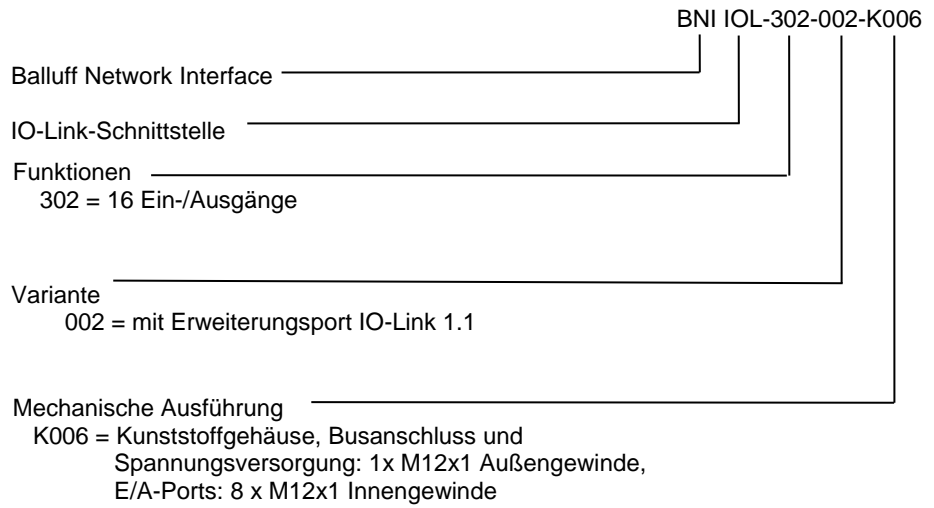 BNI IOL-302-002-K006
Balluff Network Interface
IO-Link-Schnittstelle
Funktionen
302 = 16 Ein-/Ausgänge
Variante
002 = mit Erweiterungsport IO-Link 1.1
Mechanische Ausführung
K006 = Kunststoffgehäuse, Busanschluss und
Spannungsversorgung: 1x M12x1 Außengewinde,
E/A-Ports: 8 x M12x1 Innengewinde